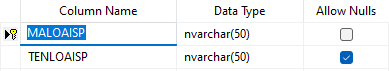 Column Name Data Type Allow Nulls
MALOAISP nvarchar(50)
TENLOAISP nvarchar(50)